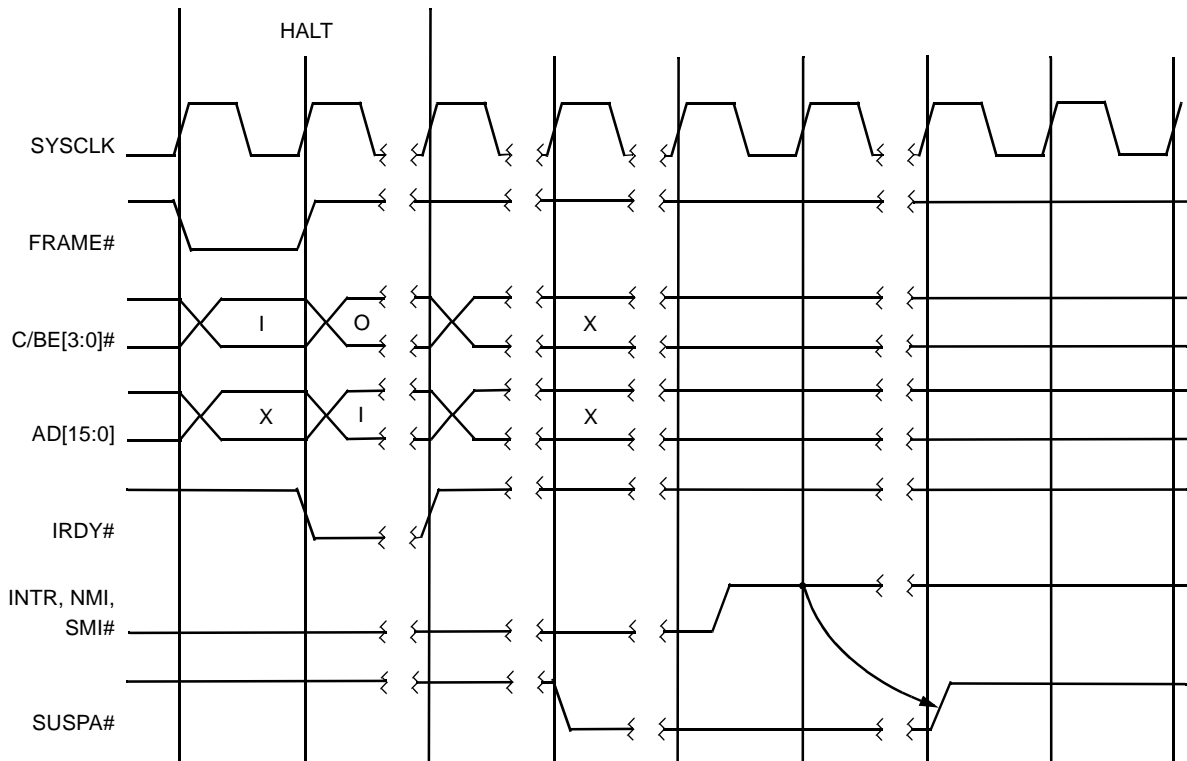 HALT
SYSCLK
FRAME#
C/BE[3:0]#
I
O
X
AD[15:0]
X
I
X
IRDY#
INTR, NMI,
SMI#
SUSPA#